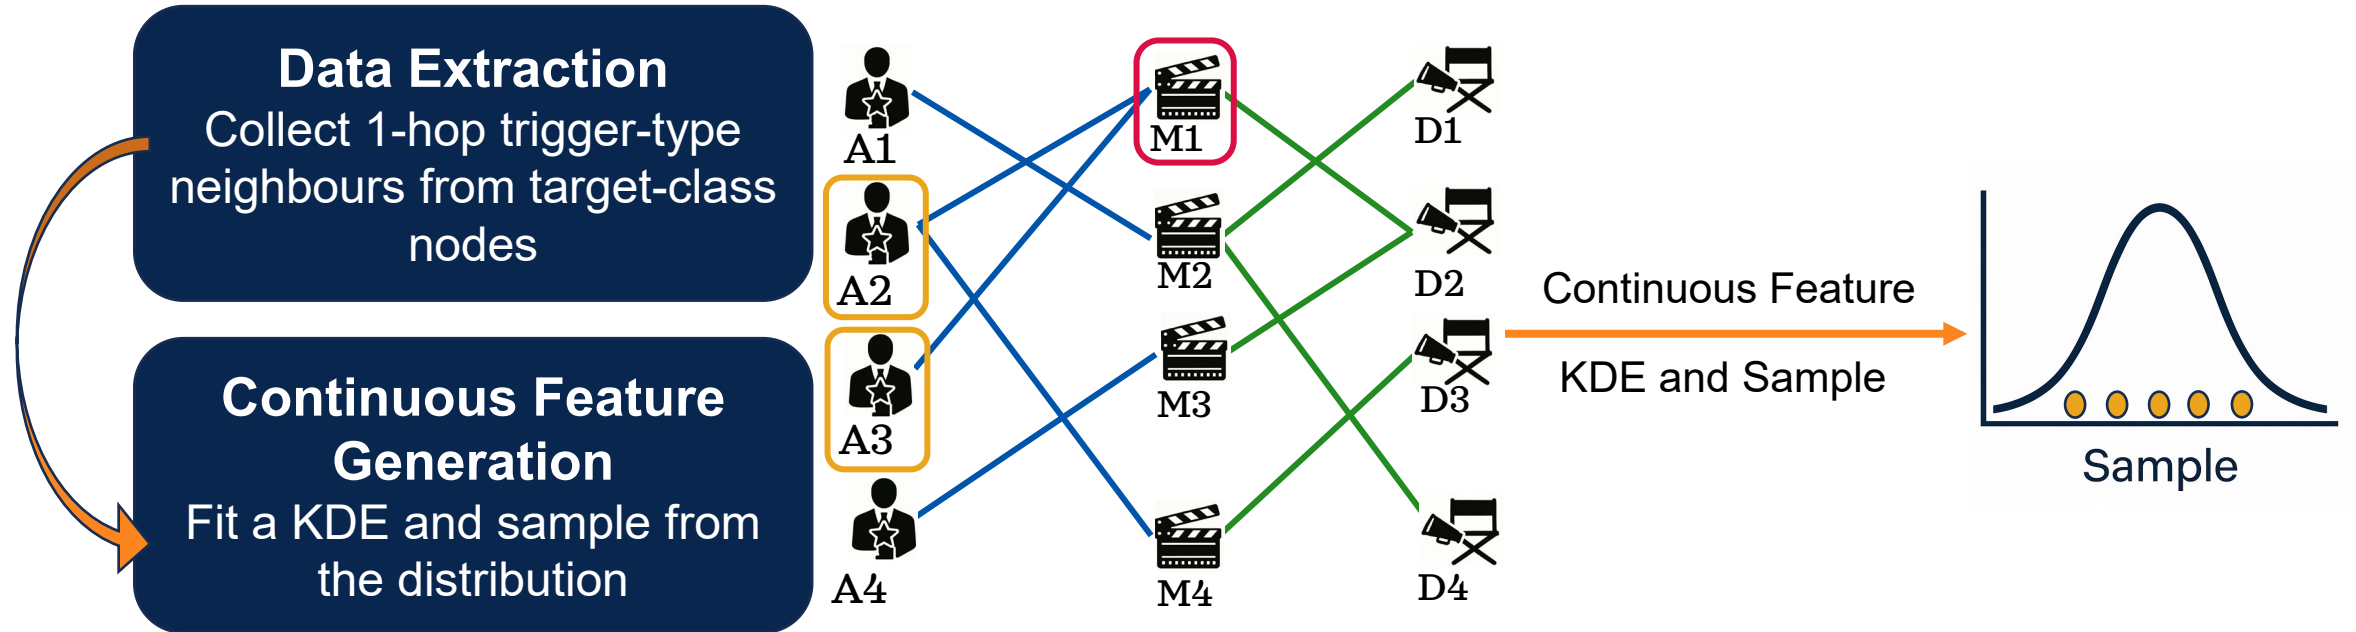 Data Extraction
Collect 1-hop trigger-type
neighbours from target-class
nodes
Continuous Feature
Generation
Fit a KDE and sample from
the distribution
A1
A2
A3
A4
M1
M2
M3
M4
D1
D2
D3
D4
Continuous Feature
KDE and Sample
Sample